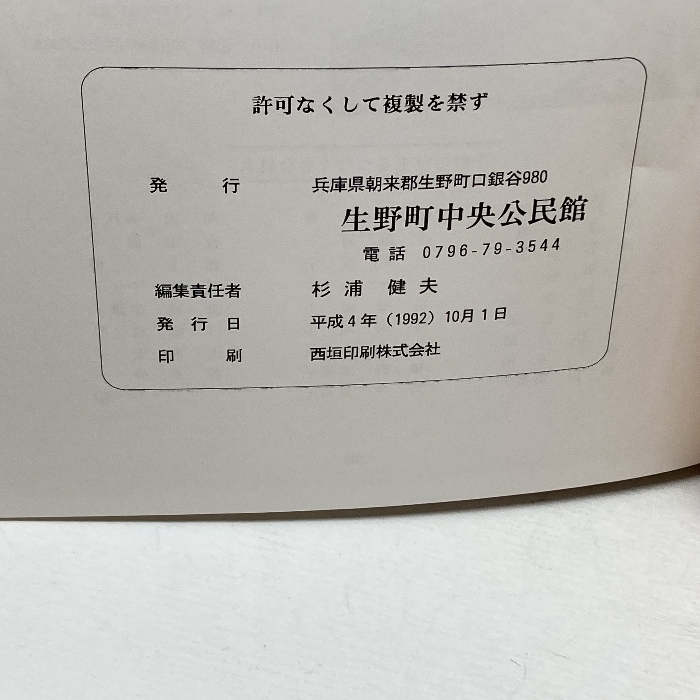 許可なくして複製を禁ず
発 行 兵庫県朝来郡生野町口銀谷980
生野町中央公民館
電話 0796-79-3544
編集責任者 杉浦 健夫
発行日 平成4年(1992)10月1日
印 刷 西垣印刷株式会社